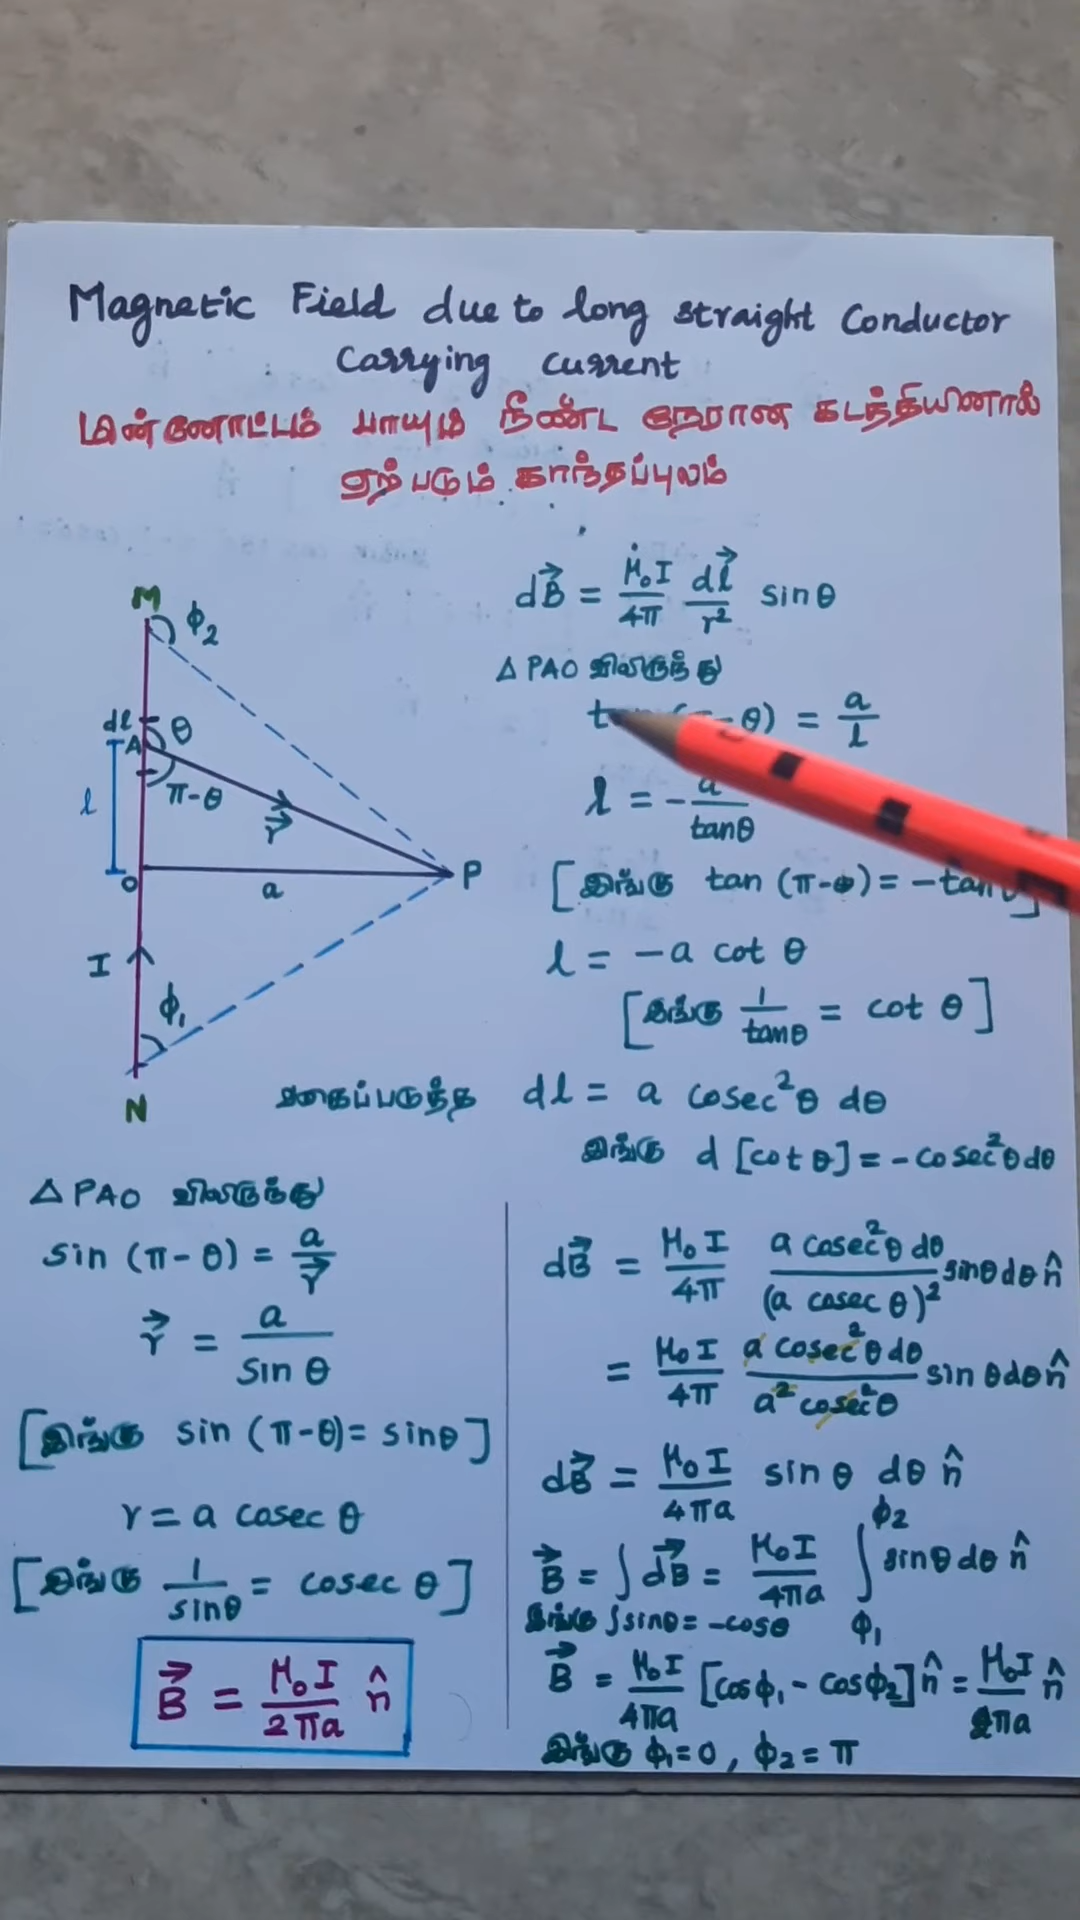 Magnetic Field due to long straight Conductor
Carrying Current
மின்னோட்டம் பாயும் நீண்ட நேரான கடத்தியினால்
ஏற்படும் காந்தப்புலம்
M
ϕ₂
dl
A
θ
π-θ
l
r⃗
O
a
P
I
ϕ₁
N
dB⃗ = μ₀I/4π dl⃗/r² sinθ
△ PAO லிருந்து
-θ) = a/l
l = - a/tanθ
[இங்கு tan (π-θ) = -tan
l = -a cot θ
[இங்கு 1/tanθ = cot θ]
வகைப்படுத்த dl = a cosec²θ dθ
இங்கு d [cot θ] = -cosec²θdθ
△ PAO விலிருந்து
sin (π-θ) = a/r⃗
r⃗ = a/sin θ
[இங்கு sin (π-θ) = sinθ]
r = a cosec θ
[இங்கு 1/sinθ = cosec θ]
B⃗ = μ₀I/2πa n̂
dB⃗ = μ₀I/4π a cosec²θ dθ/(a cosec θ)² sinθ dθ n̂
= μ₀I/4π a cosec²θ dθ/a² cosec²θ sin θ dθ n̂
dB⃗ = μ₀I/4πa sin θ dθ n̂
B⃗ = ∫dB⃗ = μ₀I/4πa ∫ϕ₁^ϕ₂ sinθ dθ n̂
இங்கு ∫sinθ = -cosθ
B⃗ = μ₀I/4πa [cosϕ₁ - cosϕ₂] n̂ = μ₀I/2πa n̂
இங்கு ϕ₁=0, ϕ₂=π